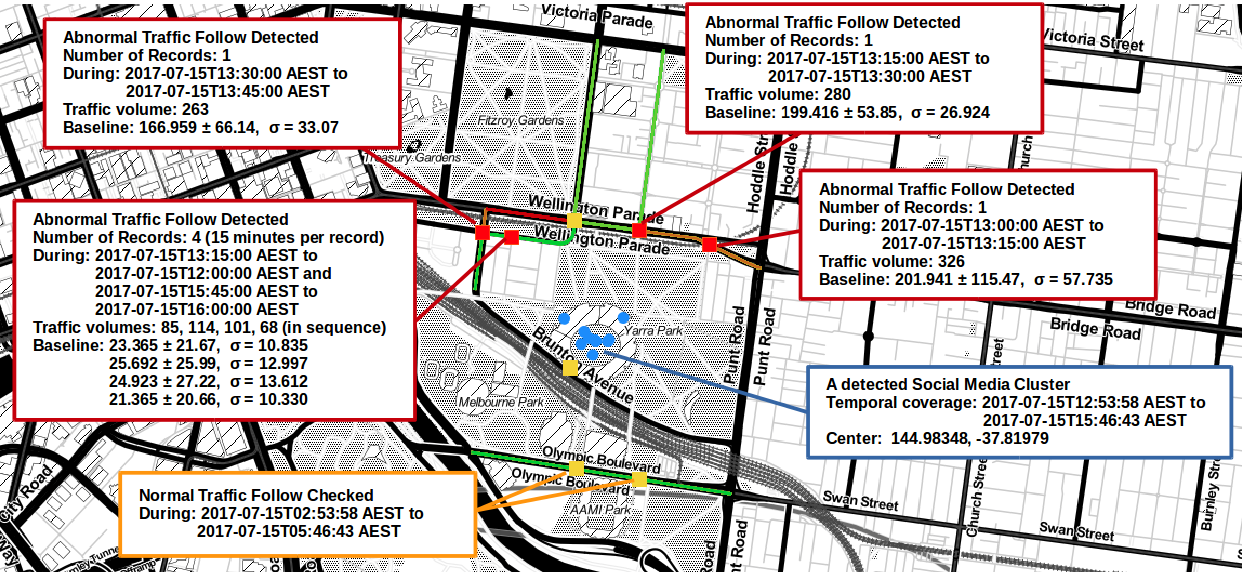 Victoria Parade
Victoria Street
Abnormal Traffic Follow Detected
Number of Records: 1
During: 2017-07-15T13:30:00 AEST to
2017-07-15T13:45:00 AEST
Traffic volume: 263
Baseline: 166.959 ± 66.14, σ = 33.07
Abnormal Traffic Follow Detected
Number of Records: 1
During: 2017-07-15T13:15:00 AEST to
2017-07-15T13:30:00 AEST
Traffic volume: 280
Baseline: 199.416 ± 53.85, σ = 26.924
Fitzroy Gardens
Treasury Gardens
Hoddle Str
Hoddle
hurch
Abnormal Traffic Follow Detected
Number of Records: 1
During: 2017-07-15T13:00:00 AEST to
2017-07-15T13:15:00 AEST
Traffic volume: 326
Baseline: 201.941 ± 115.47, σ = 57.735
Wellington Parade
Wellington Parade
Abnormal Traffic Follow Detected
Number of Records: 4 (15 minutes per record)
During: 2017-07-15T13:15:00 AEST to
2017-07-15T12:00:00 AEST and
2017-07-15T15:45:00 AEST to
2017-07-15T16:00:00 AEST
Traffic volumes: 85, 114, 101, 68 (in sequence)
Baseline: 23.365 ± 21.67, σ = 10.835
25.692 ± 25.99, σ = 12.997
24.923 ± 27.22, σ = 13.612
21.365 ± 20.66, σ = 10.330
Bridge Road
Bridge Road
Yarra Park
Brunton Avenue
Punt Road
Punt Road
street
Melbourne Park
A detected Social Media Cluster
Temporal coverage: 2017-07-15T12:53:58 AEST to
2017-07-15T15:46:43 AEST
Center: 144.98348, -37.81979
Olympic Boulevard
Olympic Boulevard
AAMI Park
Normal Traffic Follow Checked
During: 2017-07-15T02:53:58 AEST to
2017-07-15T05:46:43 AEST
City Road
Way
Swan Street
Swan Street
Church Stree
Burnley Str
Road
nt Road